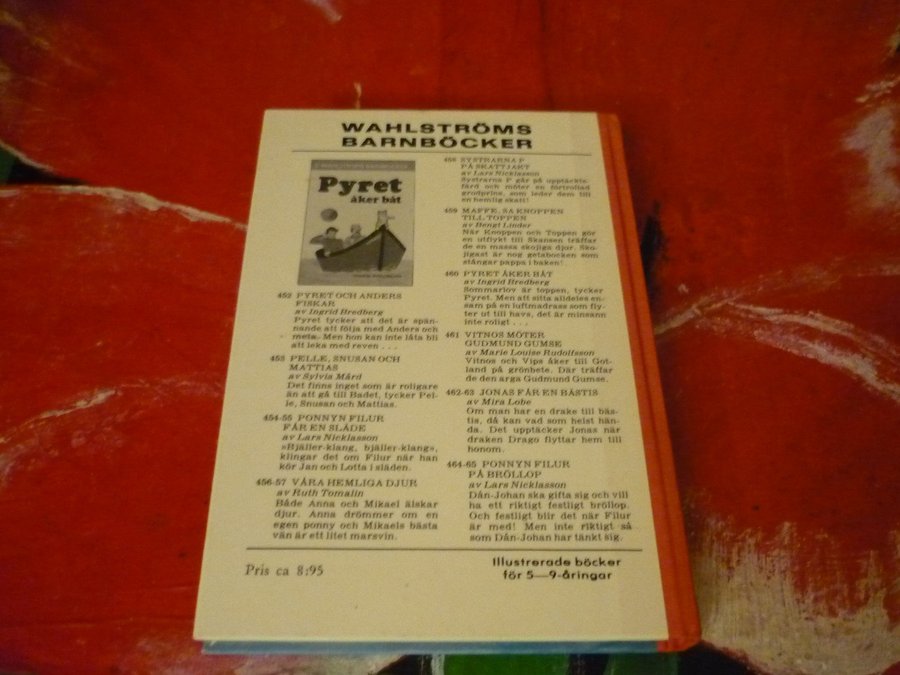 WAHLSTRÖMS
BARNBÖCKER
Pyret
åker båt
452 PYRET OCH ANDERS
FISKAR
av Ingrid Bredberg
Pyret tycker att det är spän-
nande att följa med Anders och
meta. Men hon kan inte låta bli
att leka med reven . . .
453 PELLE, SNUSAN OCH
MATTIAS
av Sylvia Mård
Det finns inget som är roligare
än att gå till Badet, tycker Pel-
le, Snusan och Mattias.
454-55 PONNYN FILUR
FÅR EN SLÄDE
av Lars Nicklasson
»Bjäller-klang, bjäller-klang»,
klingar det om Filur när han
kör Jan och Lotta i släden.
456-57 VÅRA HEMLIGA DJUR
av Ruth Tomalin
Både Anna och Mikael älskar
djur. Anna drömmer om en
egen ponny och Mikaels bästa
vän är ett litet marsvin.
458 SYSTRARNA P
PÅ SKATTJAKT
av Lars Nicklasson
Systrarna P går på upptäckts-
färd och möter en förtrollad
grodprins, som leder dem till
en hemlig skatt!
459 MAFFE, SA KNOPPEN
TILL TOPPEN
av Bengt Linder
När Knoppen och Toppen gör
en utflykt till Skansen träffar
de en massa skojiga djur. Sko-
jigast är nog getabocken som
stångar pappa i baken!
460 PYRET ÅKER BÅT
av Ingrid Bredberg
Sommarlov är toppen, tycker
Pyret. Men att sitta alldeles en-
sam på en luftmadrass som fly-
ter ut till havs, det är minsann
inte roligt . . .
461 VITNOS MÖTER
GUDMUND GUMSE
av Marie Louise Rudolfsson
Vitnos och Vips åker till Got-
land på grönbete. Där träffar
de den arga Gudmund Gumse.
462-63 JONAS FÅR EN BÄSTIS
av Mira Lobe
Om man har en drake till bäs-
tis, då kan vad som helst hän-
da. Det upptäcker Jonas när
draken Drago flyttar hem till
honom.
464-65 PONNYN FILUR
PÅ BRÖLLOP
av Lars Nicklasson
Dån-Johan ska gifta sig och vill
ha ett riktigt festligt bröllop.
Och festligt blir det när Filur
är med! Men inte riktigt så
som Dån-Johan har tänkt sig.
Pris ca 8:95
Illustrerade böcker
för 5—9-åringar